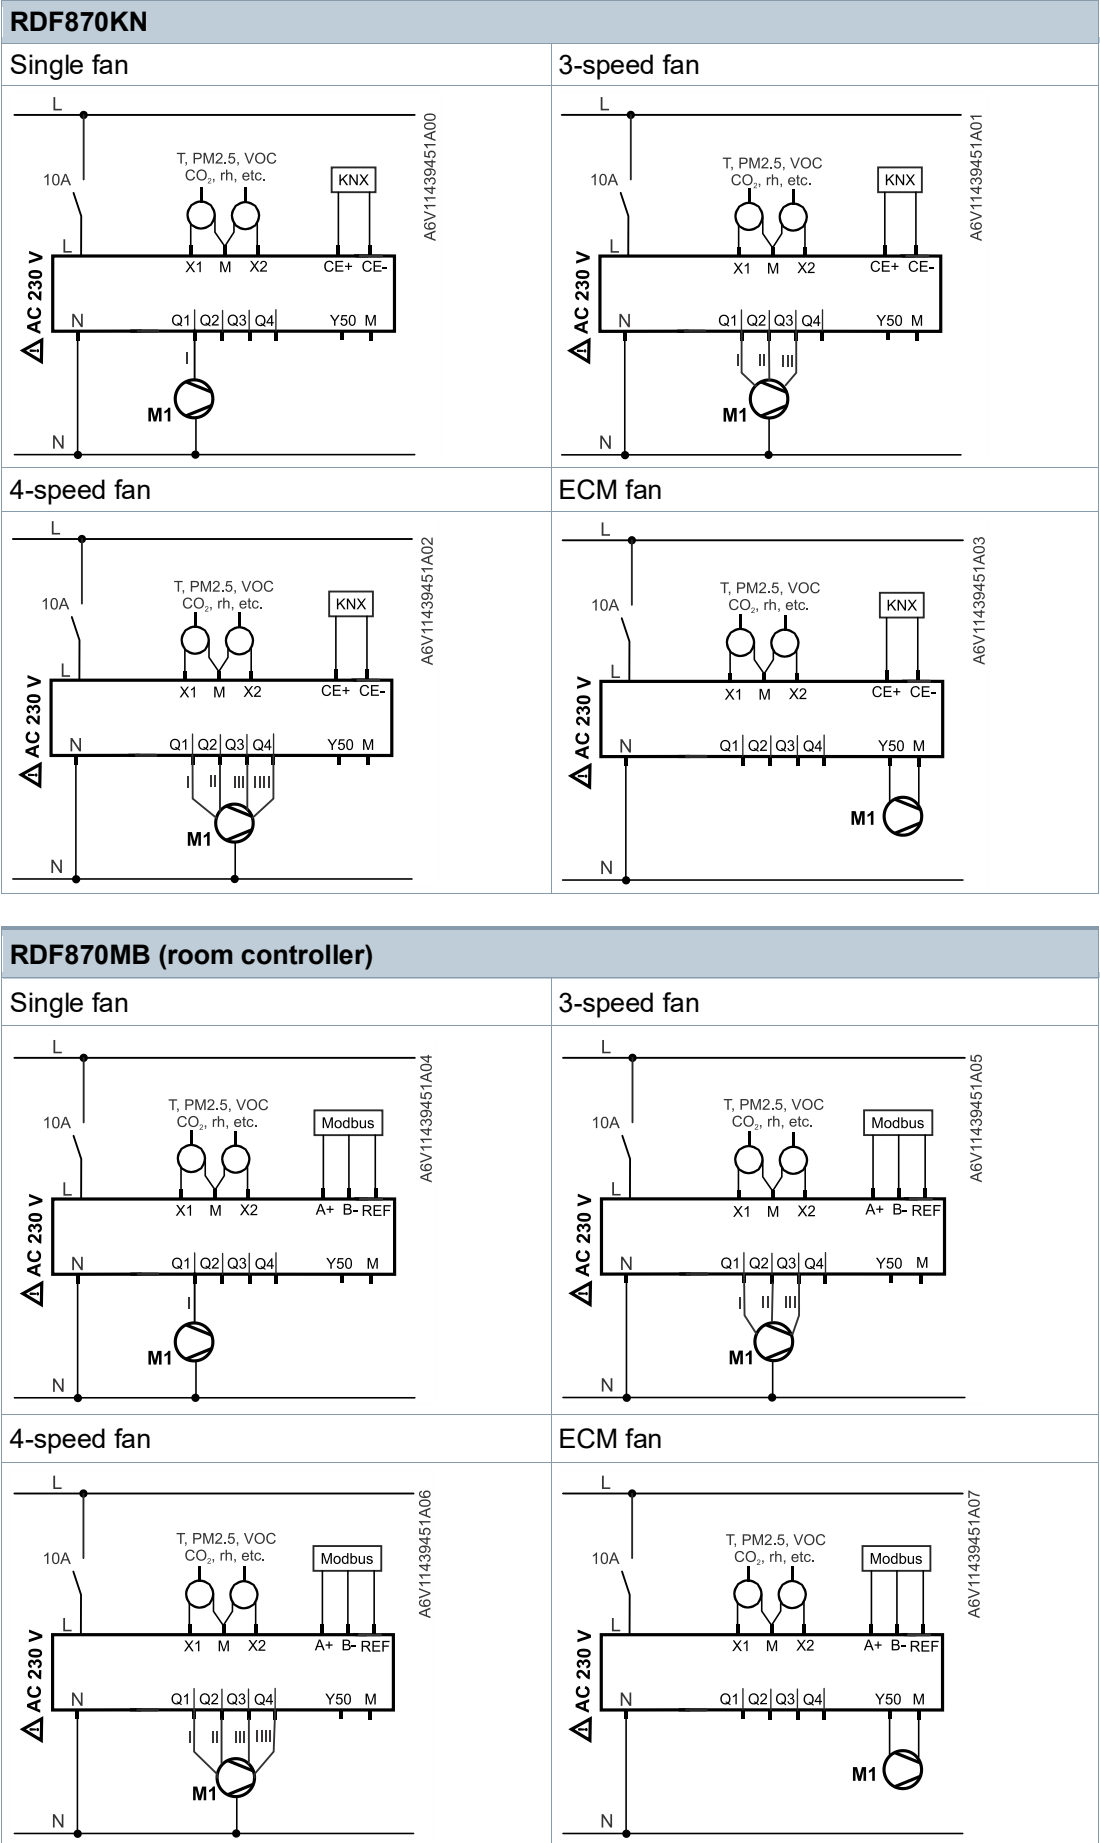 RDF870KN
Single fan
3-speed fan
L
T, PM2.5, VOC
CO₂, rh, etc.
KNX
10A
L
X1 M X2 CE+ CE-
AC 230 V
N Q1 Q2 Q3 Q4 Y50 M
I
M1
N
A6V11439451A00
L
T, PM2.5, VOC
CO₂, rh, etc.
KNX
10A
L
X1 M X2 CE+ CE-
AC 230 V
N Q1 Q2 Q3 Q4 Y50 M
I II III
M1
N
A6V11439451A01
4-speed fan
ECM fan
L
T, PM2.5, VOC
CO₂, rh, etc.
KNX
10A
L
X1 M X2 CE+ CE-
AC 230 V
N Q1 Q2 Q3 Q4 Y50 M
I II III IIII
M1
N
A6V11439451A02
L
T, PM2.5, VOC
CO₂, rh, etc.
KNX
10A
L
X1 M X2 CE+ CE-
AC 230 V
N Q1 Q2 Q3 Q4 Y50 M
M1
N
A6V11439451A03
RDF870MB (room controller)
Single fan
3-speed fan
L
T, PM2.5, VOC
CO₂, rh, etc.
Modbus
10A
L
X1 M X2 A+ B- REF
AC 230 V
N Q1 Q2 Q3 Q4 Y50 M
I
M1
N
A6V11439451A04
L
T, PM2.5, VOC
CO₂, rh, etc.
Modbus
10A
L
X1 M X2 A+ B- REF
AC 230 V
N Q1 Q2 Q3 Q4 Y50 M
I II III
M1
N
A6V11439451A05
4-speed fan
ECM fan
L
T, PM2.5, VOC
CO₂, rh, etc.
Modbus
10A
L
X1 M X2 A+ B- REF
AC 230 V
N Q1 Q2 Q3 Q4 Y50 M
I II III IIII
M1
N
A6V11439451A06
L
T, PM2.5, VOC
CO₂, rh, etc.
Modbus
10A
L
X1 M X2 A+ B- REF
AC 230 V
N Q1 Q2 Q3 Q4 Y50 M
M1
N
A6V11439451A07